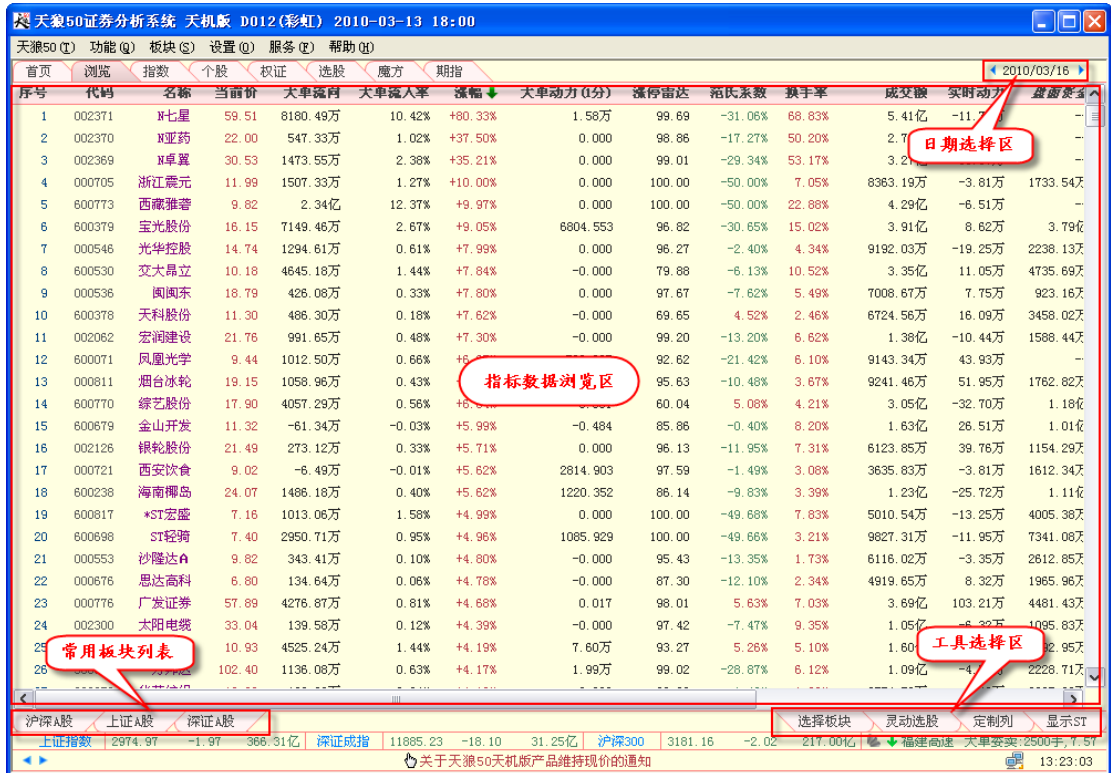 天狼50证券分析系统 天机版 D012(彩虹) 2010-03-13 18:00
天狼50(T) 功能(Q) 板块(S) 设置(O) 服务(F) 帮助(H)
首页 浏览 指数 个股 权证 选股 魔方 期指 2010/03/16
序号 代码 名称 当前价 大单流向 大单流入率 涨幅 大单动力(1分) 涨停雷达 范氏系数 换手率 成交额 实时动力
1 002371 N七星 59.51 8180.49万 10.42% +80.33% 1.58万 99.69 -31.06% 68.83% 5.41亿
2 002370 N亚药 22.00 547.33万 1.02% +37.50% 0.000 98.86 -17.27% 50.20%
3 002369 N卓翼 30.53 1473.55万 2.38% +35.21% 0.000 99.01 -29.34% 53.17%
日期选择区
4 000705 浙江震元 11.99 1507.33万 1.27% +10.00% 0.000 100.00 -50.00% 7.05% 8363.19万 -3.81万 1733.54万
5 600773 西藏雅砻 9.82 2.34亿 12.37% +9.97% 0.000 100.00 -50.00% 22.88% 4.29亿 -6.51万
6 600379 宝光股份 16.15 7149.46万 2.67% +9.05% 6804.553 96.82 -30.65% 15.02% 3.91亿 8.62万 3.79亿
7 000546 光华控股 14.74 1294.61万 0.61% +7.99% 0.000 96.27 -2.40% 4.34% 9192.03万 -19.25万 2238.13万
8 600530 交大昂立 10.18 4645.18万 1.44% +7.84% -0.000 79.88 -6.13% 10.52% 3.35亿 11.05万 4735.69万
9 000536 闽闽东 18.79 426.08万 0.33% +7.80% 0.000 97.67 -7.62% 5.49% 7008.67万 7.75万 923.16万
10 600378 天科股份 11.30 486.30万 0.18% +7.62% -0.000 69.65 4.52% 2.46% 6724.56万 16.09万 3458.02万
11 002062 宏润建设 21.76 991.65万 0.48% +7.30% -0.000 99.20 -13.20% 6.62% 1.38亿 -10.44万 1588.44万
12 600071 凤凰光学 9.44 1012.50万 0.66% 92.62 -21.42% 6.10% 9143.34万 43.93万
13 000811 烟台冰轮 19.15 1058.96万 0.43% 95.63 -10.48% 3.67% 9241.46万 51.95万 1762.82万
指标数据浏览区
14 600770 综艺股份 17.90 4057.29万 0.56% 60.04 5.08% 4.21% 3.05亿 -32.70万 1.18亿
15 600679 金山开发 11.32 -61.34万 -0.03% +5.99% -0.484 85.86 -0.40% 8.20% 1.63亿 26.51万 1.01亿
16 002126 银轮股份 21.49 273.12万 0.33% +5.71% 0.000 96.13 -11.95% 7.31% 6123.85万 39.76万 1154.29万
17 000721 西安饮食 9.02 -6.49万 -0.01% +5.62% 2814.903 97.59 -1.49% 3.08% 3635.83万 -3.81万 1612.34万
18 600238 海南椰岛 24.07 1486.18万 0.40% +5.62% 1220.352 86.14 -9.83% 3.39% 1.23亿 -25.72万 1.11亿
19 600817 *ST宏盛 7.16 1013.06万 1.58% +4.99% 0.000 100.00 -49.68% 7.83% 5010.54万 -13.25万 4005.38万
20 600698 ST轻骑 7.40 2950.71万 0.95% +4.96% 1085.929 100.00 -49.66% 3.21% 9827.31万 -11.95万 7341.08万
21 000553 沙隆达A 9.82 343.41万 0.10% +4.80% -0.000 95.43 -13.35% 1.73% 6116.02万 -3.35万 2612.85万
22 000676 思达高科 6.80 134.64万 0.06% +4.78% -0.000 87.30 -12.10% 2.34% 4919.65万 8.32万 1965.96万
23 000776 广发证券 57.89 4276.87万 0.81% +4.68% 0.017 98.01 5.63% 7.03% 3.69亿 103.21万 4481.43万
24 002300 太阳电缆 33.04 139.58万 0.12% +4.39% -0.000 97.42 -7.47% 9.35% 1.05亿 -6.32万 1095.83万
25 10.93 4525.24万 1.44% +4.19% 7.60万 93.27 5.26% 5.10%
常用板块列表 工具选择区
26 102.40 1136.08万 0.63% +4.17% 1.99万 99.02 -28.87% 6.12% 1.09亿 2228.71万
沪深A股 上证A股 深证A股 选择板块 灵动选股 定制列 显示ST
上证指数 2974.97 -1.97 366.31亿 深证成指 11885.23 -18.10 31.25亿 沪深300 3181.16 -2.02 217.00亿 福建高速 大单委卖:2500手,7.57
关于天狼50天机版产品维持现价的通知 13:23:03